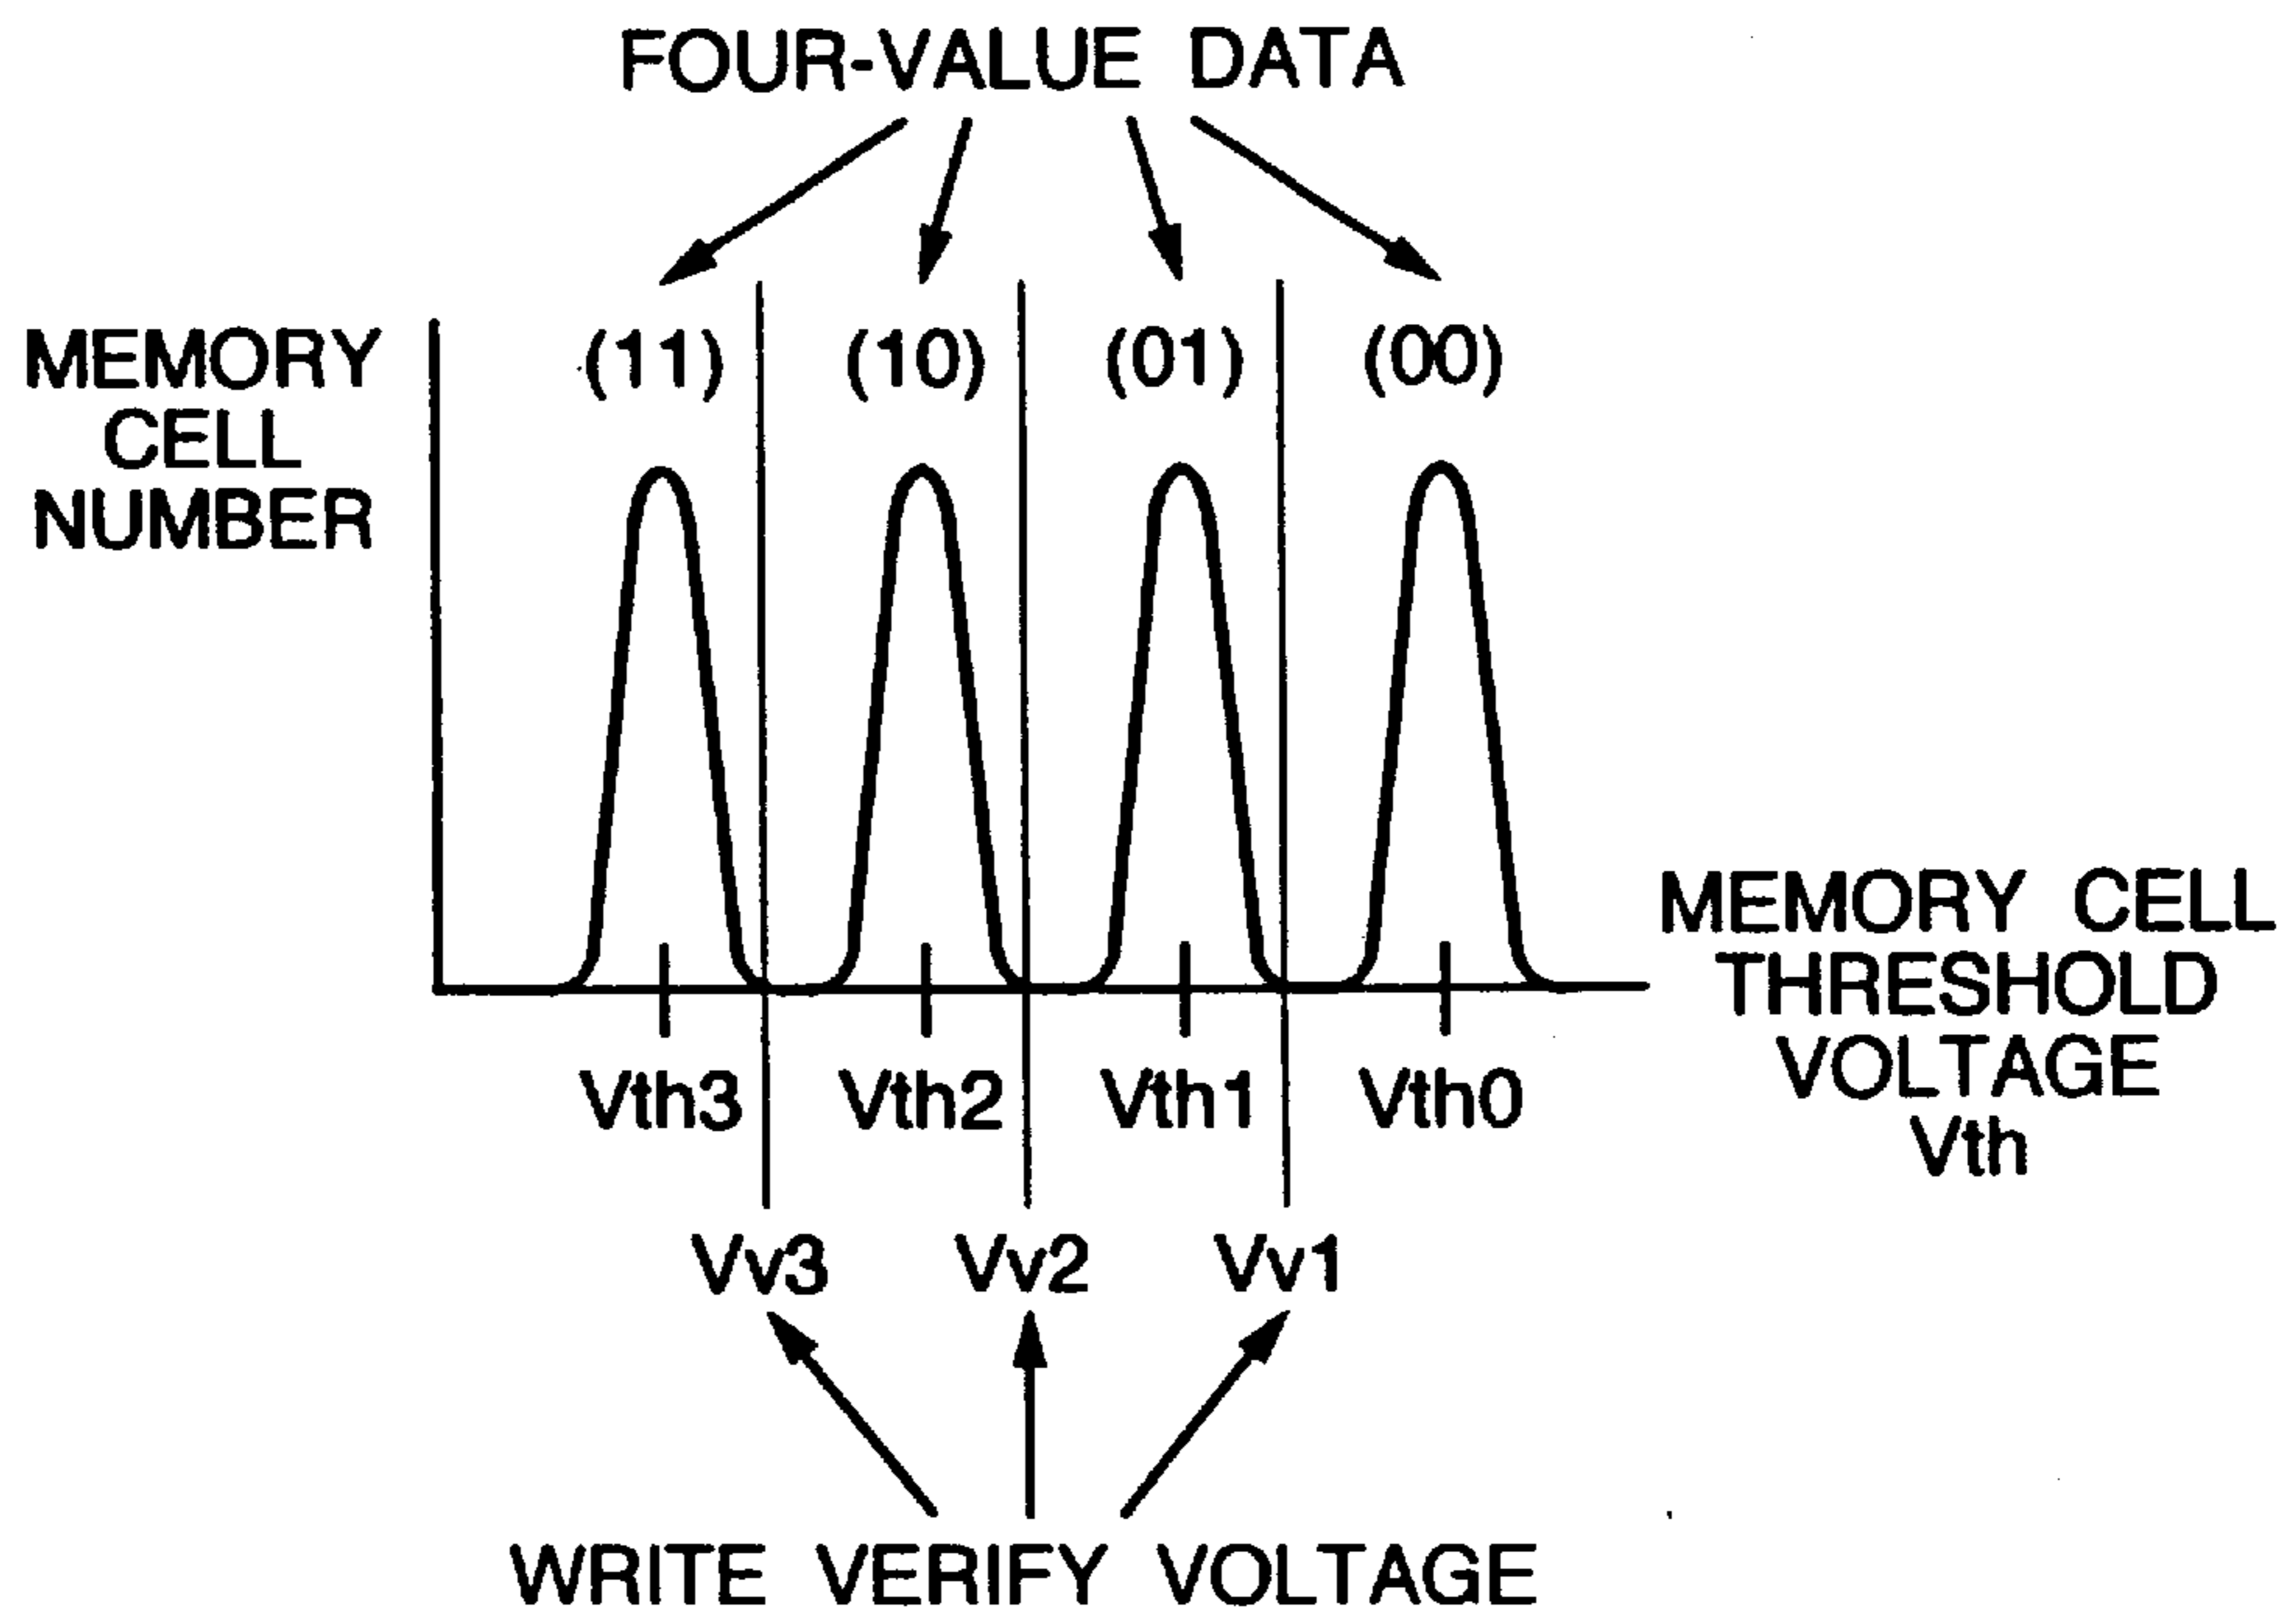 FOUR-VALUE DATA
(11) (10) (01) (00)
MEMORY
CELL
NUMBER
MEMORY CELL
THRESHOLD
VOLTAGE
Vth
Vth3 Vth2 Vth1 Vth0
Vv3 Vv2 Vv1
WRITE VERIFY VOLTAGE